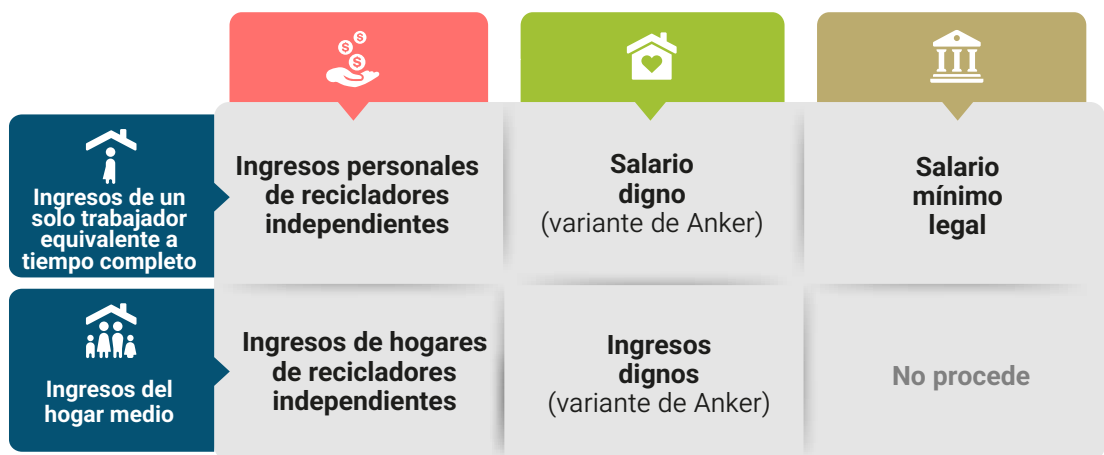 Ingresos de un
solo trabajador
equivalente a
tiempo completo
Ingresos personales
de recicladores
independientes
Salario
digno
(variante de Anker)
Salario
mínimo
legal
Ingresos del
hogar medio
Ingresos de hogares
de recicladores
independientes
Ingresos
dignos
(variante de Anker)
No procede